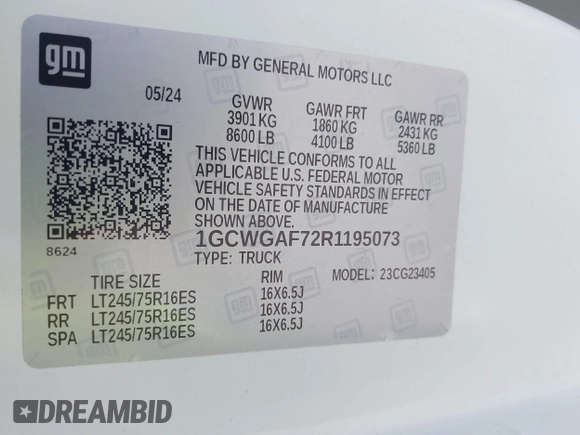 gm
MFD BY GENERAL MOTORS LLC
05/24
GVWR
3901 KG
8600 LB
GAWR FRT
1860 KG
4100 LB
GAWR RR
2431 KG
5360 LB
THIS VEHICLE CONFORMS TO ALL
APPLICABLE U.S. FEDERAL MOTOR
VEHICLE SAFETY STANDARDS IN EFFECT
ON THE DATE OF MANUFACTURE
SHOWN ABOVE.
8624
1GCWGAF72R1195073
TYPE: TRUCK
MODEL: 23CG23405
TIRE SIZE RIM
FRT LT245/75R16ES 16X6.5J
RR LT245/75R16ES 16X6.5J
SPA LT245/75R16ES 16X6.5J
DREAMBID